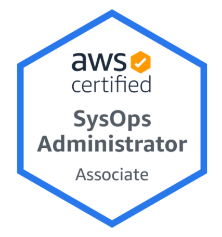 aws
certified
SysOps
Administrator
Associate